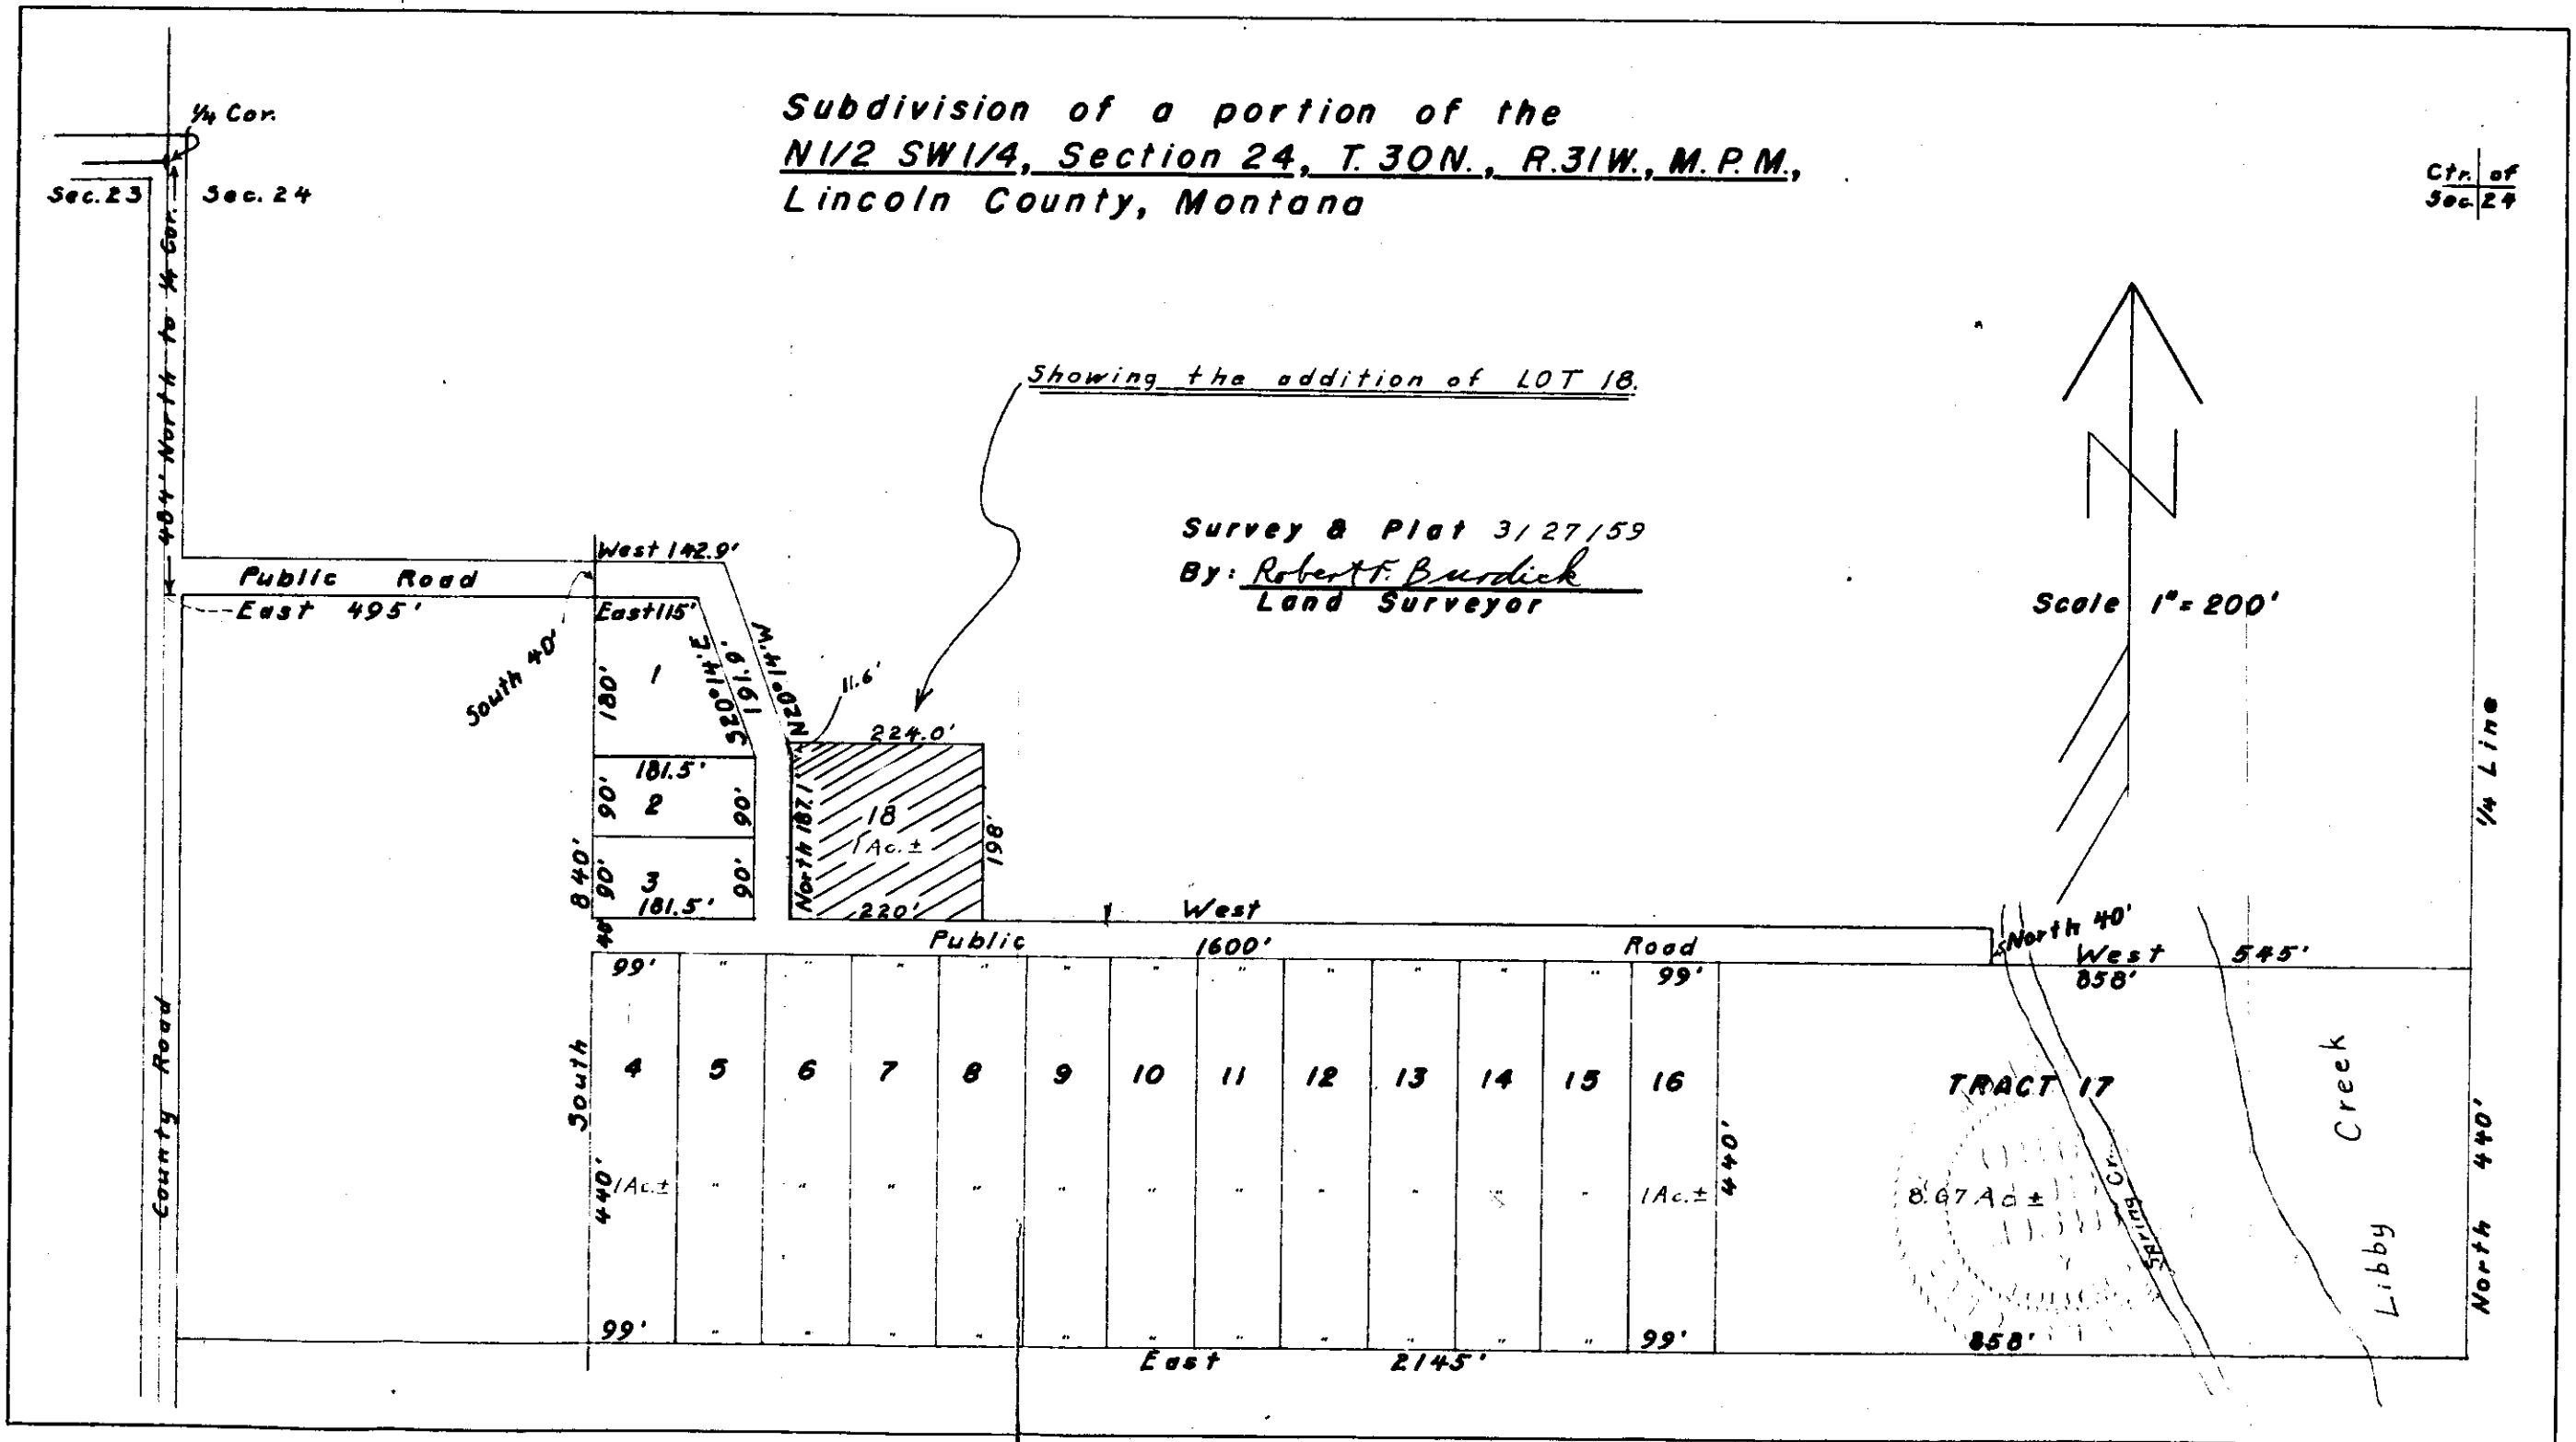 Subdivision of a portion of the
N1/2 SW1/4, Section 24, T. 30N., R.31W., M.P.M.,
Lincoln County, Montana
1/4 Cor.
Sec. 23
Sec. 24
Ctr. of
Sec. 24
484' North to 1/4 Cor.
Showing the addition of LOT 18.
Survey & Plat 3/27/59
By: Robert F. Burdick
Land Surveyor
N
Scale 1" = 200'
West 142.9'
Public Road
East 495'
East 115'
South 40'
180'
1
S20°14'E
191.9'
N20°14'W
11.6'
224.0'
181.5'
90'
2
90'
North 187.1'
18
1 Ac. ±
198'
840'
90'
3
90'
181.5'
220'
1/4 Line
40'
West
Public
1600'
Road
North 40'
West 545'
858'
99' " " " " " " " " " " " 99'
County Road
South
4 5 6 7 8 9 10 11 12 13 14 15 16
TRACT 17
440'
1 Ac. ± " " " " " " " " " " " 1 Ac. ±
440'
8.67 Ac ±
Spring Cr.
Libby Creek
North 440'
99' " " " " " " " " " " " 99'
858'
East 2145'